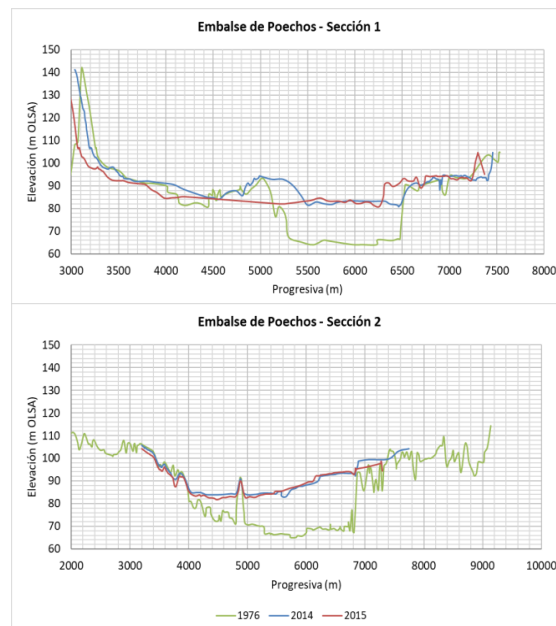 Embalse de Poechos - Sección 1
150
140
130
120
110
100
90
80
70
60
Elevación (m OLSA)
3000 3500 4000 4500 5000 5500 6000 6500 7000 7500 8000
Progresiva (m)
Embalse de Poechos - Sección 2
150
140
130
120
110
100
90
80
70
60
Elevación (m OLSA)
2000 3000 4000 5000 6000 7000 8000 9000 10000
Progresiva (m)
1976 2014 2015